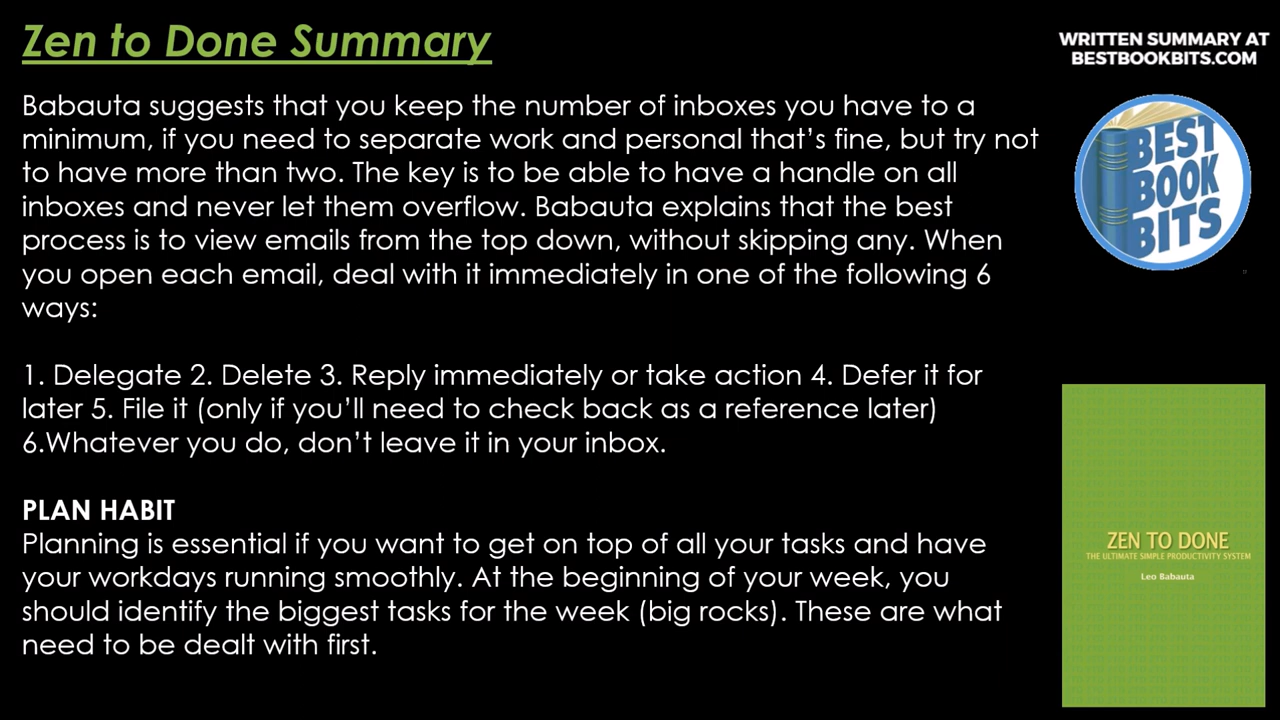 Zen to Done Summary
WRITTEN SUMMARY AT
BESTBOOKBITS.COM
Babauta suggests that you keep the number of inboxes you have to a
minimum, if you need to separate work and personal that's fine, but try not
to have more than two. The key is to be able to have a handle on all
inboxes and never let them overflow. Babauta explains that the best
process is to view emails from the top down, without skipping any. When
you open each email, deal with it immediately in one of the following 6
ways:
1. Delegate 2. Delete 3. Reply immediately or take action 4. Defer it for
later 5. File it (only if you'll need to check back as a reference later)
6.Whatever you do, don't leave it in your inbox.
PLAN HABIT
Planning is essential if you want to get on top of all your tasks and have
your workdays running smoothly. At the beginning of your week, you
should identify the biggest tasks for the week (big rocks). These are what
need to be dealt with first.
BEST
BOOK
BITS
ZEN TO DONE
THE ULTIMATE SIMPLE PRODUCTIVITY SYSTEM
Leo Babauta